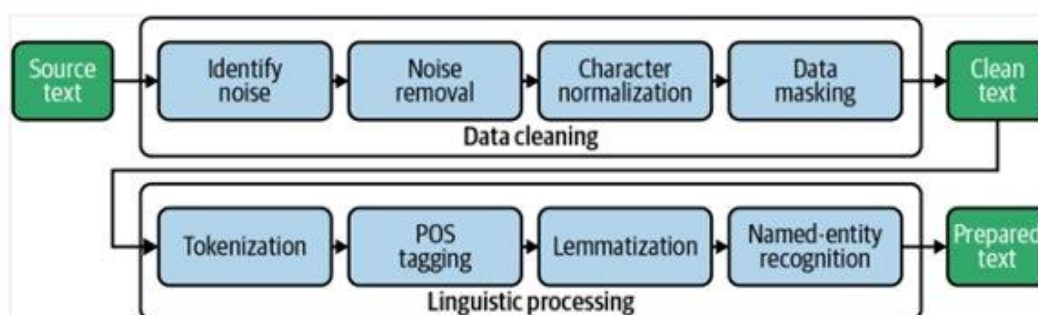 Source
text
Identify
noise
Noise
removal
Character
normalization
Data
masking
Clean
text
Data cleaning
Tokenization
POS
tagging
Lemmatization
Named-entity
recognition
Prepared
text
Linguistic processing